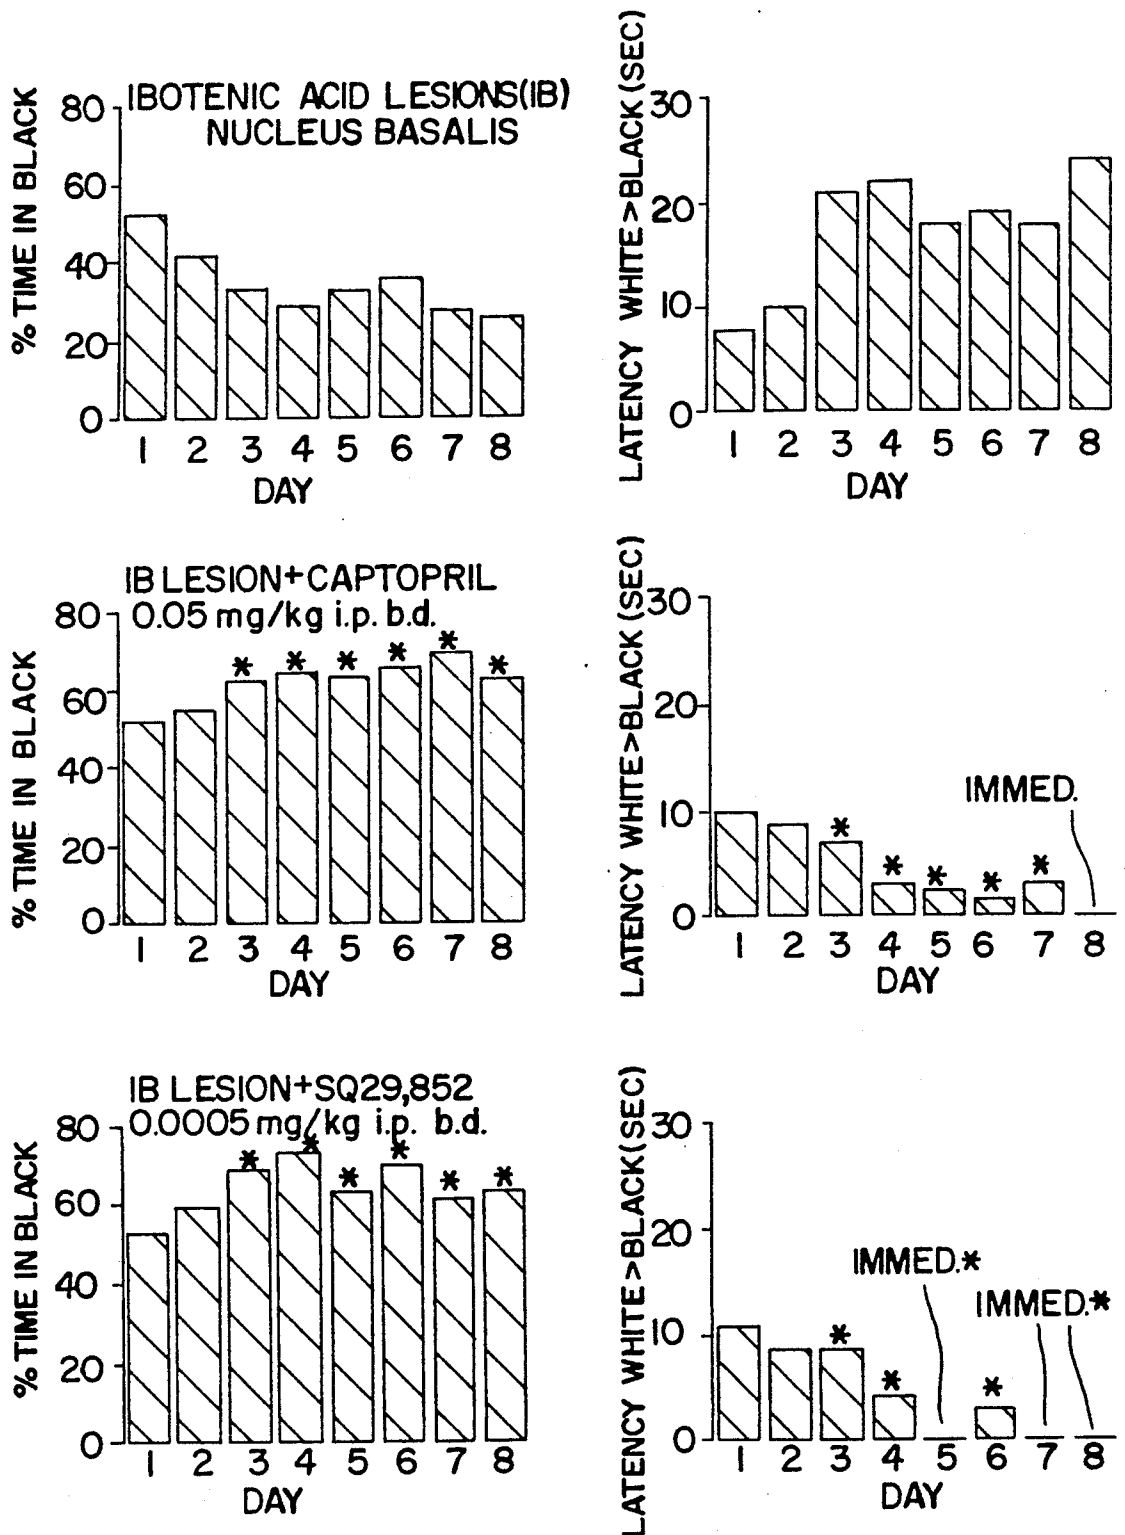 IBOTENIC ACID LESIONS(IB)
NUCLEUS BASALIS
% TIME IN BLACK
80
60
40
20
0
1 2 3 4 5 6 7 8
DAY
LATENCY WHITE>BLACK (SEC)
30
20
10
0
1 2 3 4 5 6 7 8
DAY
IB LESION+CAPTOPRIL
0.05 mg/kg i.p. b.d.
% TIME IN BLACK
80
60
40
20
0
* * * * * *
1 2 3 4 5 6 7 8
DAY
LATENCY WHITE>BLACK (SEC)
30
20
10
0
IMMED.
* * * * *
1 2 3 4 5 6 7 8
DAY
IB LESION+SQ29,852
0.0005 mg/kg i.p. b.d.
% TIME IN BLACK
80
60
40
20
0
* * * * * *
1 2 3 4 5 6 7 8
DAY
LATENCY WHITE>BLACK(SEC)
30
20
10
0
IMMED.*
IMMED.*
* * *
1 2 3 4 5 6 7 8
DAY